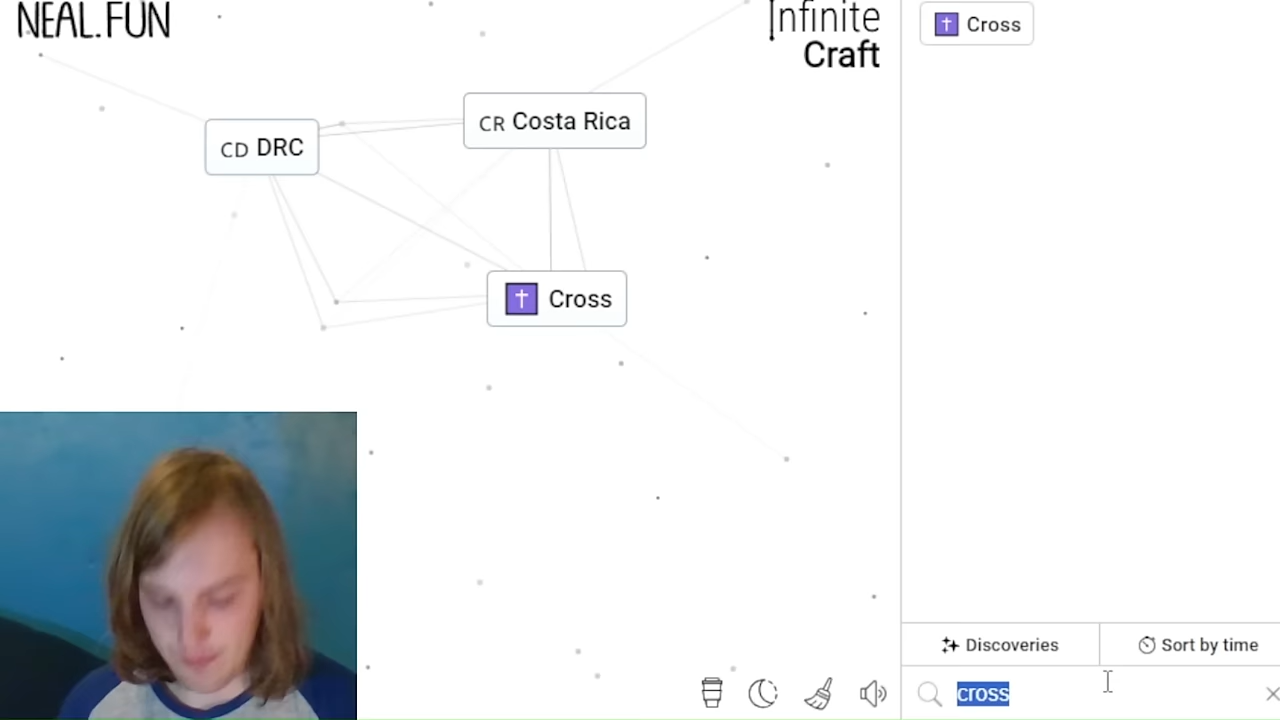 NEAL.FUN
Infinite
Craft
✝ Cross
CD DRC
CR Costa Rica
✝ Cross
Discoveries
Sort by time
cross